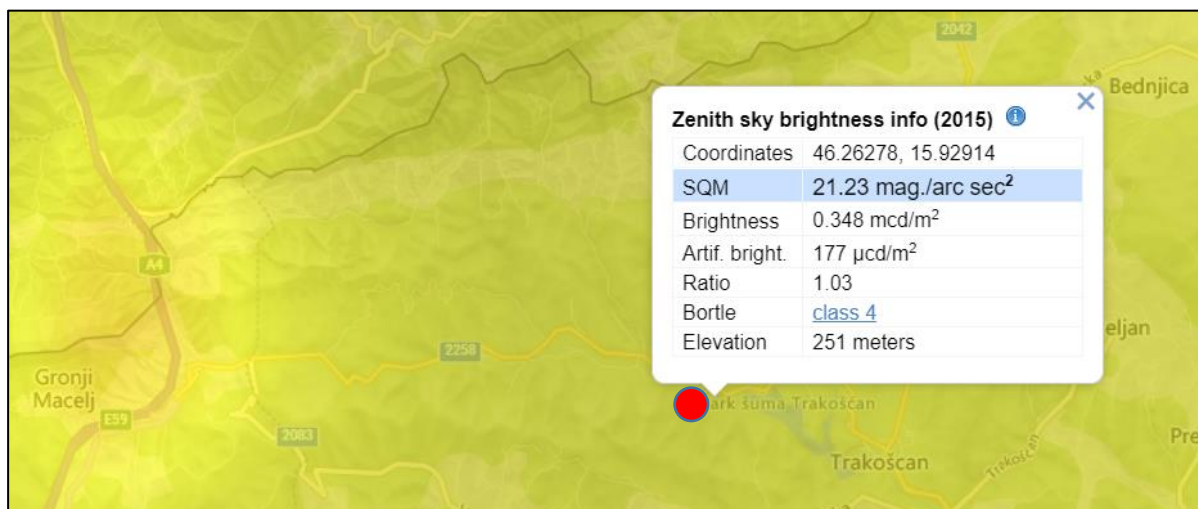 2042
Bednjica
Zenith sky brightness info (2015)
Coordinates 46.26278, 15.92914
SQM 21.23 mag./arc sec²
Brightness 0.348 mcd/m²
Artif. bright. 177 µcd/m²
Ratio 1.03
Bortle class 4
Elevation 251 meters
A4
eljan
2258
Gronji
Macelj
ark šuma Trakošćan
E59
2083
Pre
Trakošćan
Trakošćan